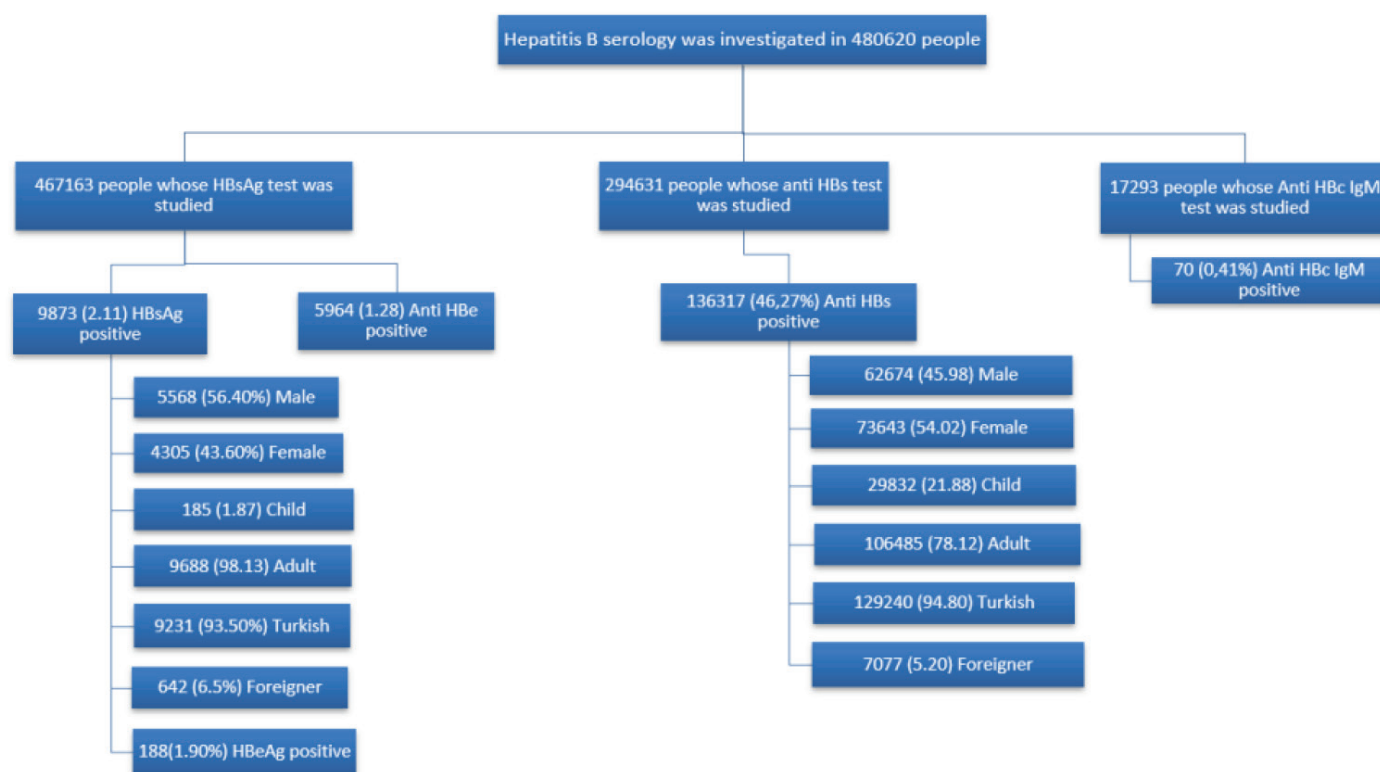 Hepatitis B serology was investigated in 480620 people
467163 people whose HBsAg test was
studied
294631 people whose anti HBs test
was studied
17293 people whose Anti HBc IgM
test was studied
9873 (2.11) HBsAg
positive
5964 (1.28) Anti HBe
positive
136317 (46,27%) Anti HBs
positive
70 (0,41%) Anti HBc IgM
positive
5568 (56.40%) Male
4305 (43.60%) Female
185 (1.87) Child
9688 (98.13) Adult
9231 (93.50%) Turkish
642 (6.5%) Foreigner
188(1.90%) HBeAg positive
62674 (45.98) Male
73643 (54.02) Female
29832 (21.88) Child
106485 (78.12) Adult
129240 (94.80) Turkish
7077 (5.20) Foreigner